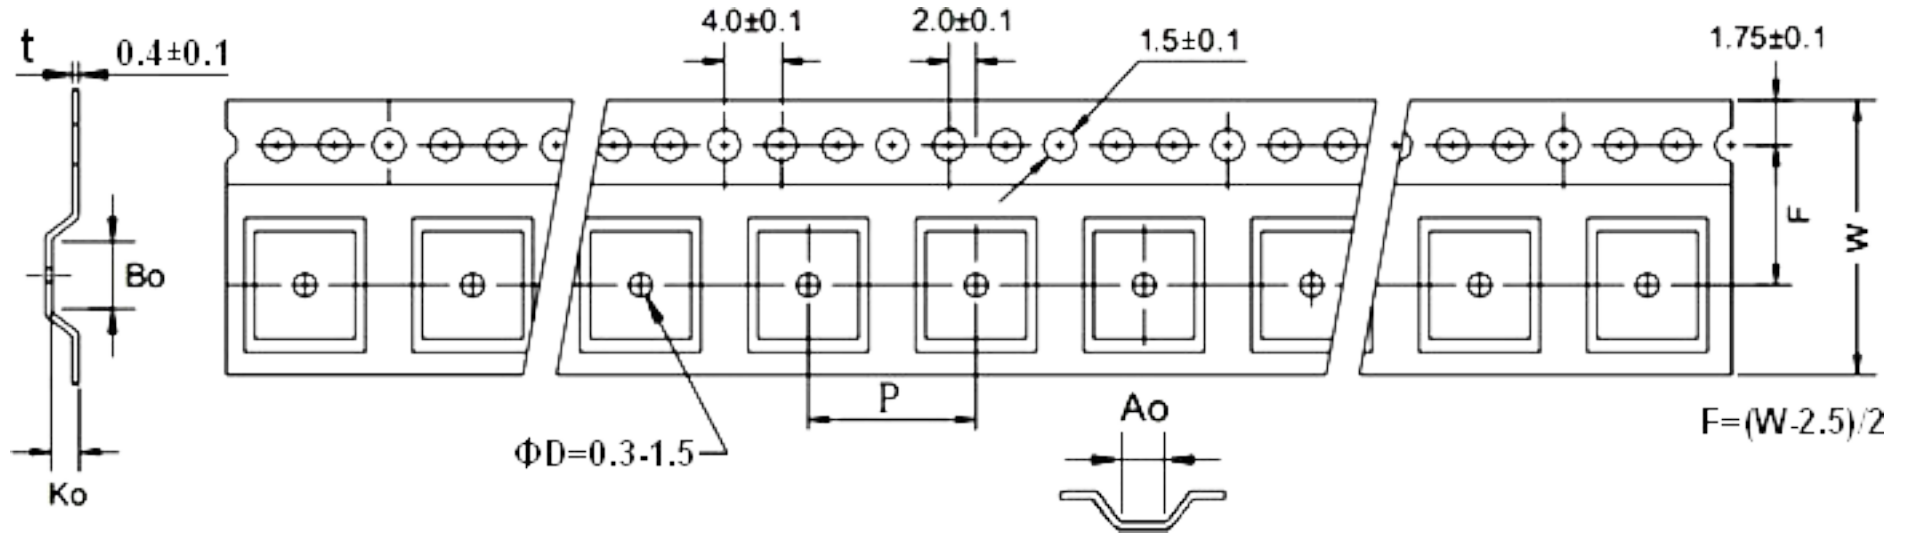 4.0±0.1
2.0±0.1
1.5±0.1
1.75±0.1
t
0.4±0.1
Bo
F
W
P
Ao
ΦD=0.3-1.5
F=(W-2.5)/2
Ko